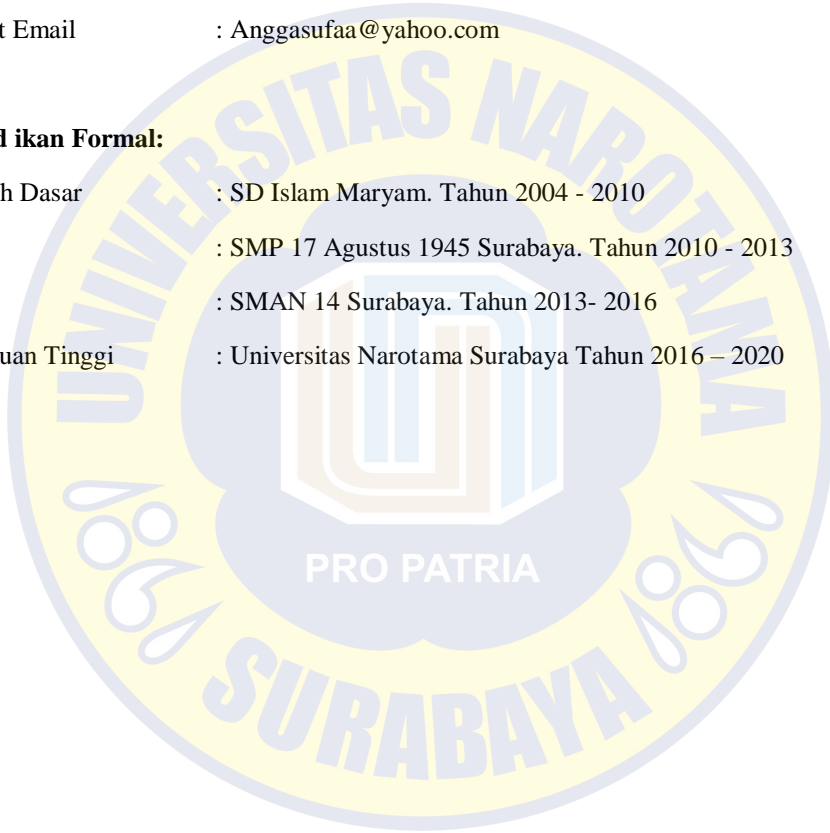 t Email : Anggasufaa@yahoo.com
d ikan Formal:
h Dasar : SD Islam Maryam. Tahun 2004 - 2010
: SMP 17 Agustus 1945 Surabaya. Tahun 2010 - 2013
: SMAN 14 Surabaya. Tahun 2013- 2016
uan Tinggi : Universitas Narotama Surabaya Tahun 2016 – 2020
UNIVERSITAS NAROTAMA
PRO PATRIA
SURABAYA